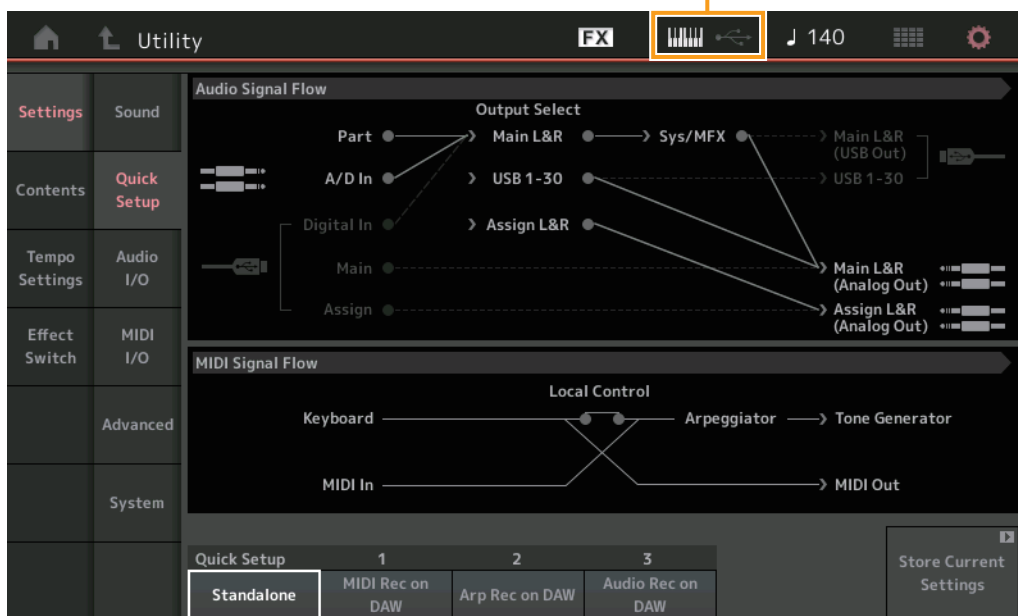 Utility
FX
140
Settings
Sound
Contents
Quick
Setup
Tempo
Settings
Audio
I/O
Effect
Switch
MIDI
I/O
Advanced
System
Audio Signal Flow
Output Select
Part
Main L&R
Sys/MFX
Main L&R
(USB Out)
A/D In
USB 1-30
USB 1-30
Digital In
Assign L&R
Main
Main L&R
(Analog Out)
Assign
Assign L&R
(Analog Out)
MIDI Signal Flow
Local Control
Keyboard
Arpeggiator
Tone Generator
MIDI In
MIDI Out
Quick Setup
1
2
3
Standalone
MIDI Rec on
DAW
Arp Rec on DAW
Audio Rec on
DAW
Store Current
Settings